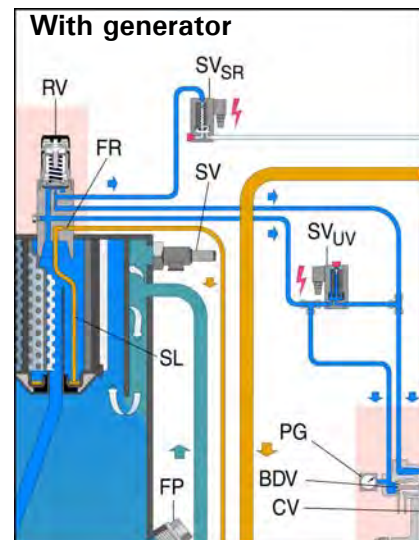 With generator
SVSR
RV
FR
SV
SVUV
SL
PG
BDV
FP
CV